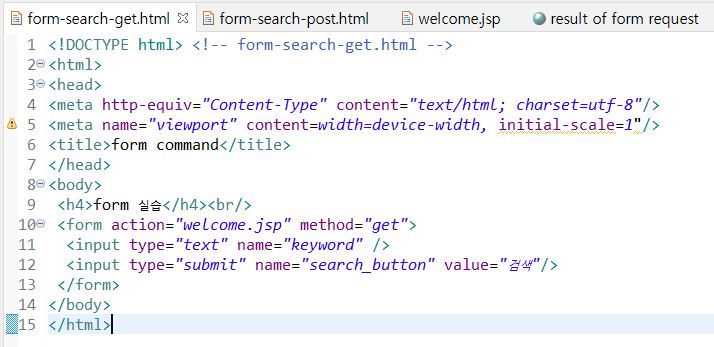 form-search-get.html form-search-post.html welcome.jsp result of form request
1 <!DOCTYPE html> <!-- form-search-get.html -->
2 <html>
3 <head>
4 <meta http-equiv="Content-Type" content="text/html; charset=utf-8"/>
5 <meta name="viewport" content=width=device-width, initial-scale=1"/>
6 <title>form command</title>
7 </head>
8 <body>
9 <h4>form 실습</h4><br/>
10 <form action="welcome.jsp" method="get">
11 <input type="text" name="keyword" />
12 <input type="submit" name="search_button" value="검색"/>
13 </form>
14 </body>
15 </html>